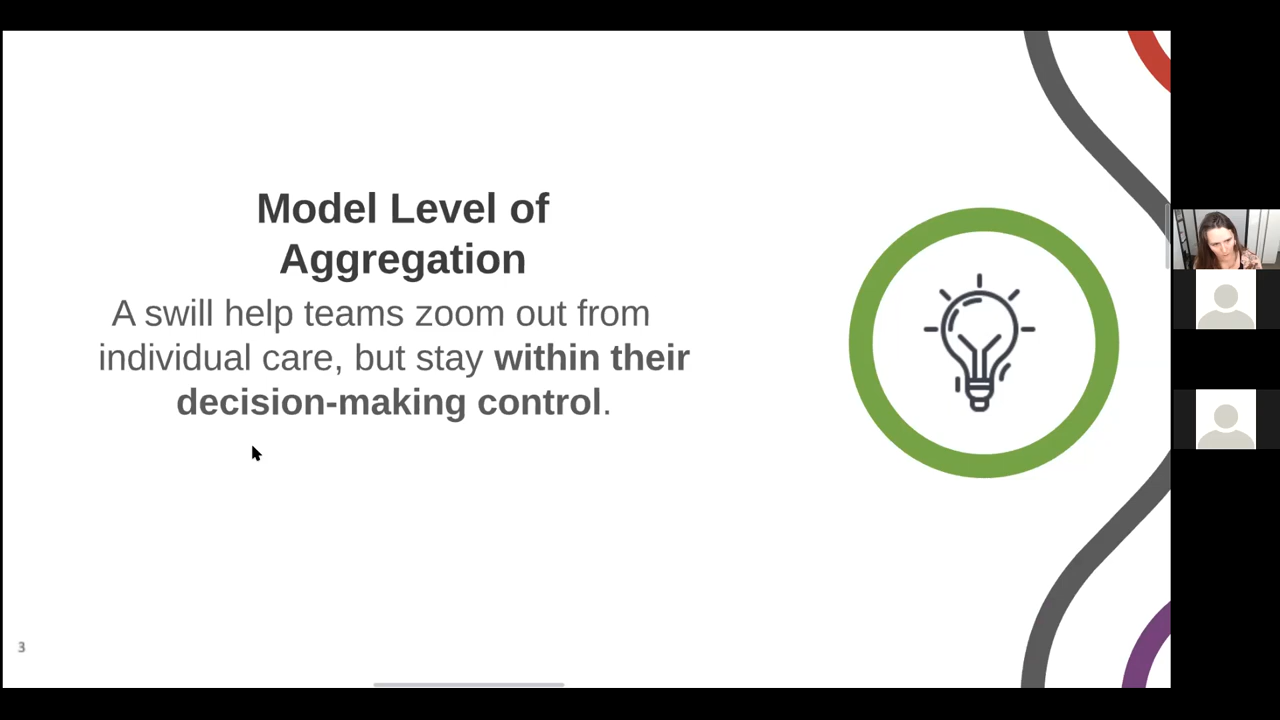 Model Level of
Aggregation
A swill help teams zoom out from
individual care, but stay within their
decision-making control.
3